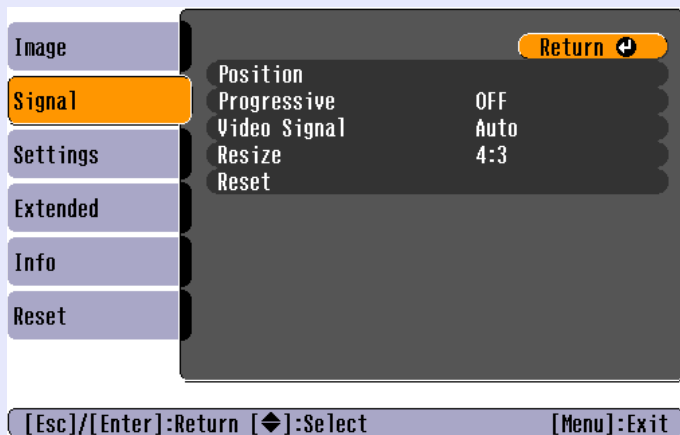 Image
Signal
Settings
Extended
Info
Reset
Return
Position
Progressive OFF
Video Signal Auto
Resize 4:3
Reset
[Esc]/[Enter]:Return [◆]:Select [Menu]:Exit